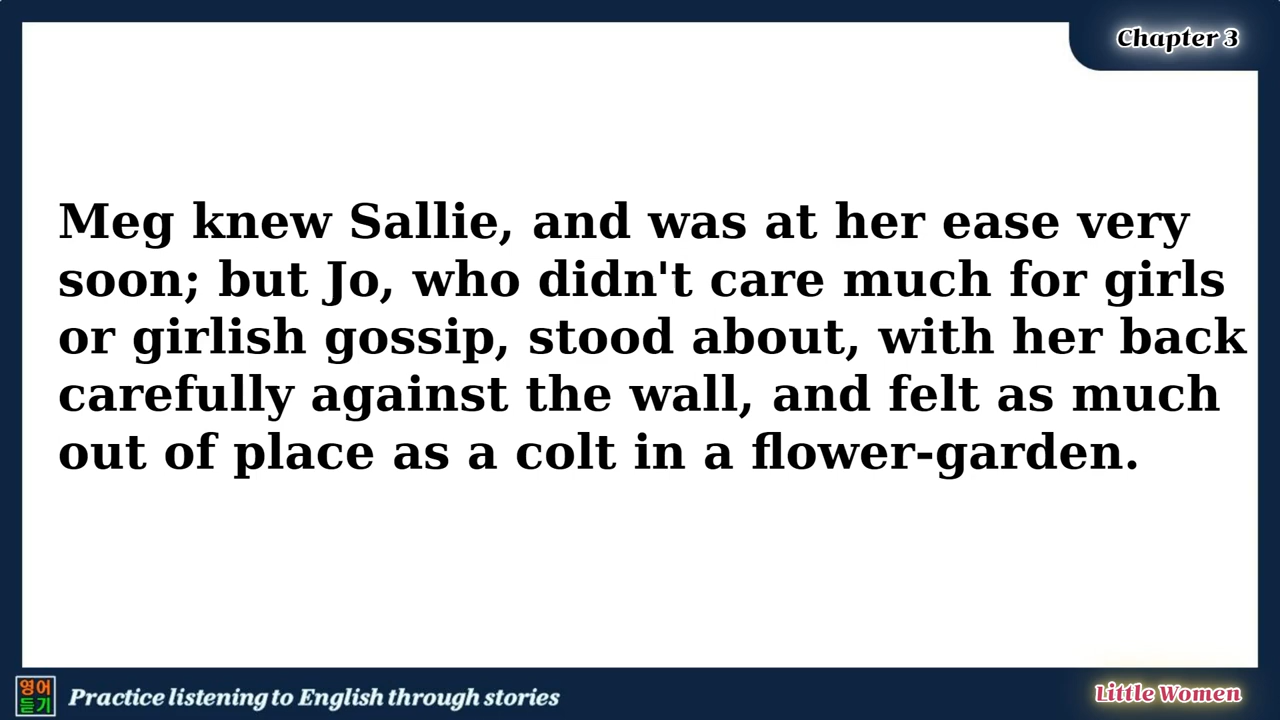 Chapter 3
Meg knew Sallie, and was at her ease very
soon; but Jo, who didn't care much for girls
or girlish gossip, stood about, with her back
carefully against the wall, and felt as much
out of place as a colt in a flower-garden.
영어
듣기
Practice listening to English through stories
Little Women